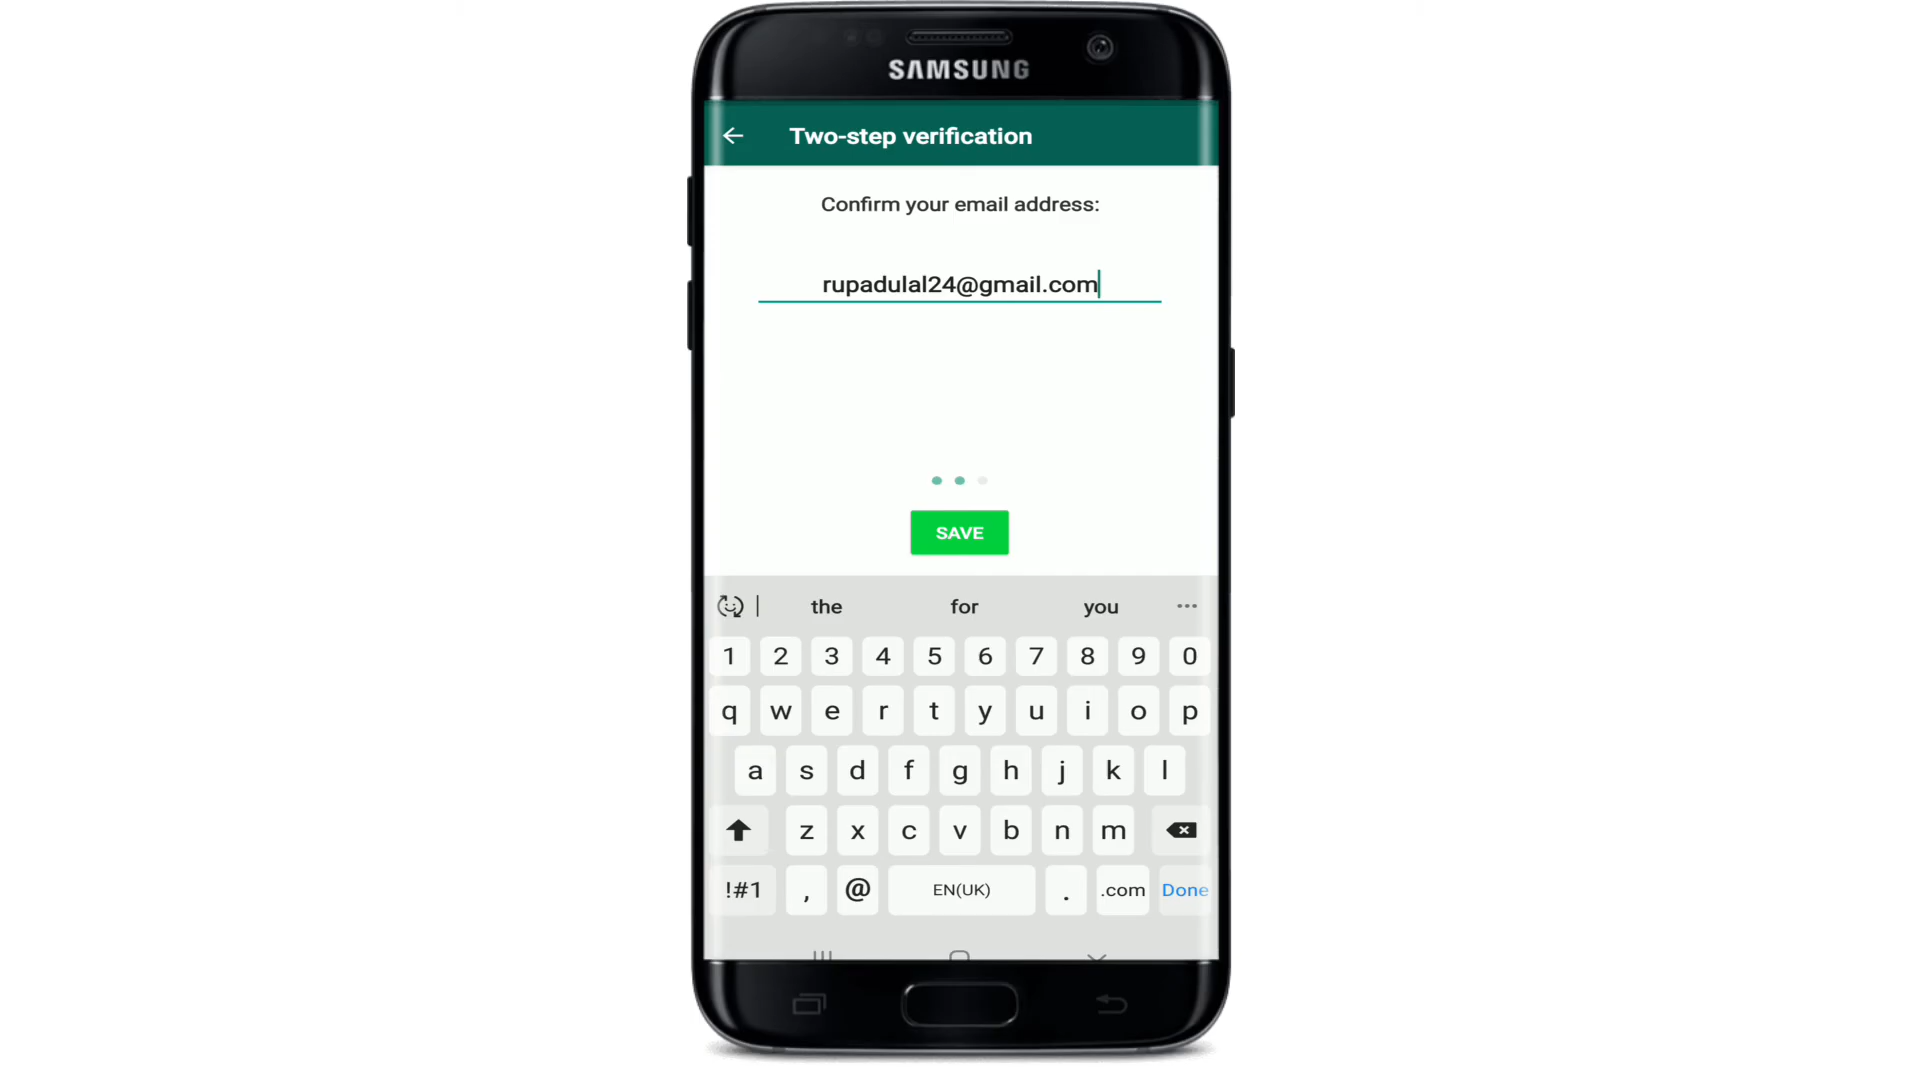 SAMSUNG
Two-step verification
Confirm your email address:
rupadulal24@gmail.com
SAVE
the for you
1 2 3 4 5 6 7 8 9 0
q w e r t y u i o p
a s d f g h j k l
z x c v b n m
!#1 , @ EN(UK) . .com Done